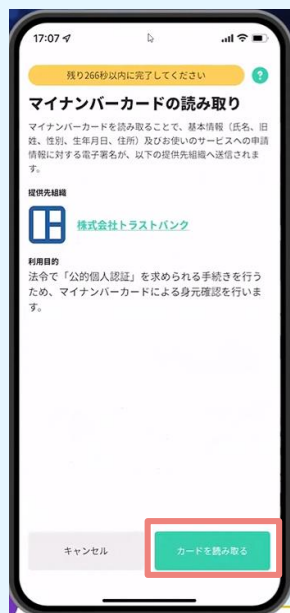 17:07
残り266秒以内に完了してください
?
マイナンバーカードの読み取り
マイナンバーカードを読み取ることで、基本情報（氏名、旧
姓、性別、生年月日、住所）及びお使いのサービスへの申請
情報に対する電子署名が、以下の提供先組織へ送信されま
す。
提供先組織
株式会社トラストバンク
利用目的
法令で「公的個人認証」を求められる手続きを行う
ため、マイナンバーカードによる身元確認を行いま
す。
キャンセル
カードを読み取る